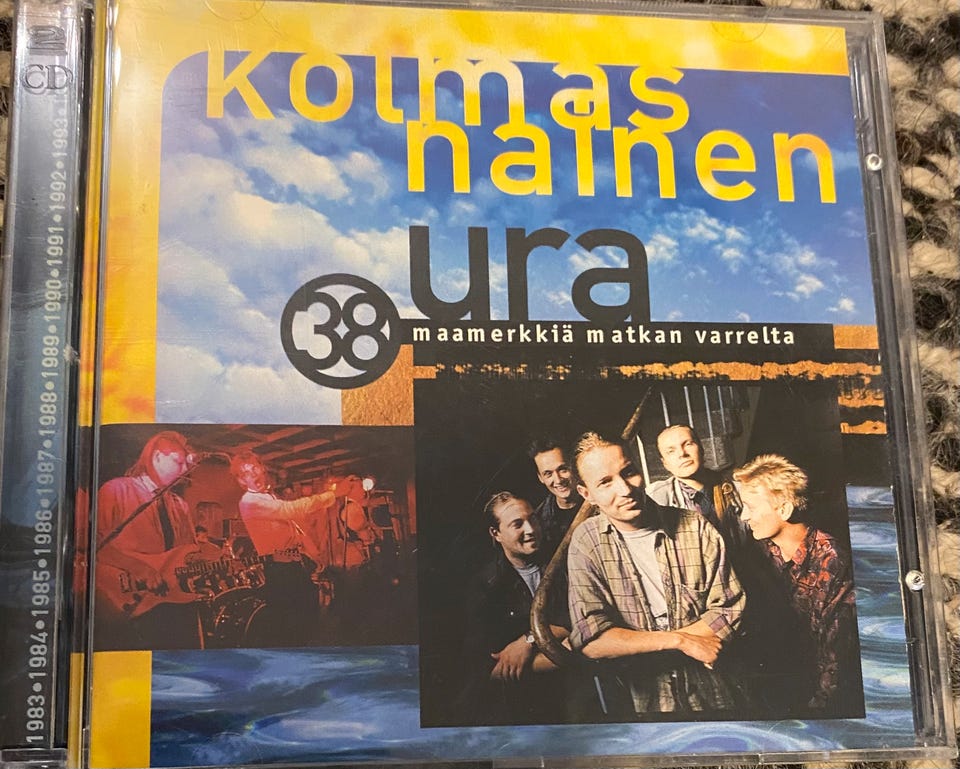 2
CD
1983•1984•1985•1986•1987•1988•1989•1990•1991•1992•1993
kolmas
nainen
ura
38
maamerkkiä matkan varrelta